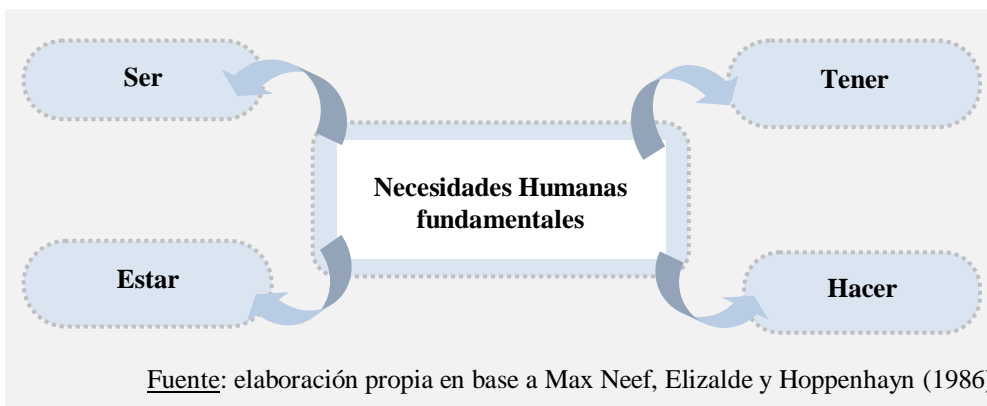 Ser
Tener
Necesidades Humanas
fundamentales
Estar
Hacer
Fuente: elaboración propia en base a Max Neef, Elizalde y Hoppenhayn (1986)